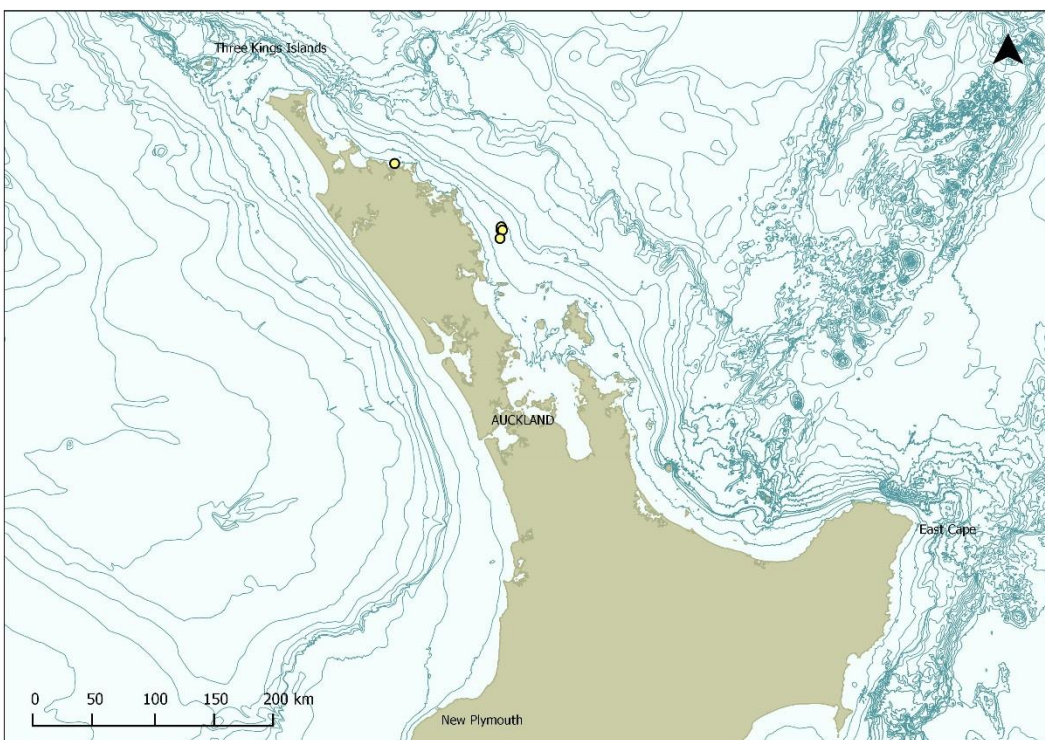 Three Kings Islands
AUCKLAND
East Cape
0 50 100 150 200 km
New Plymouth